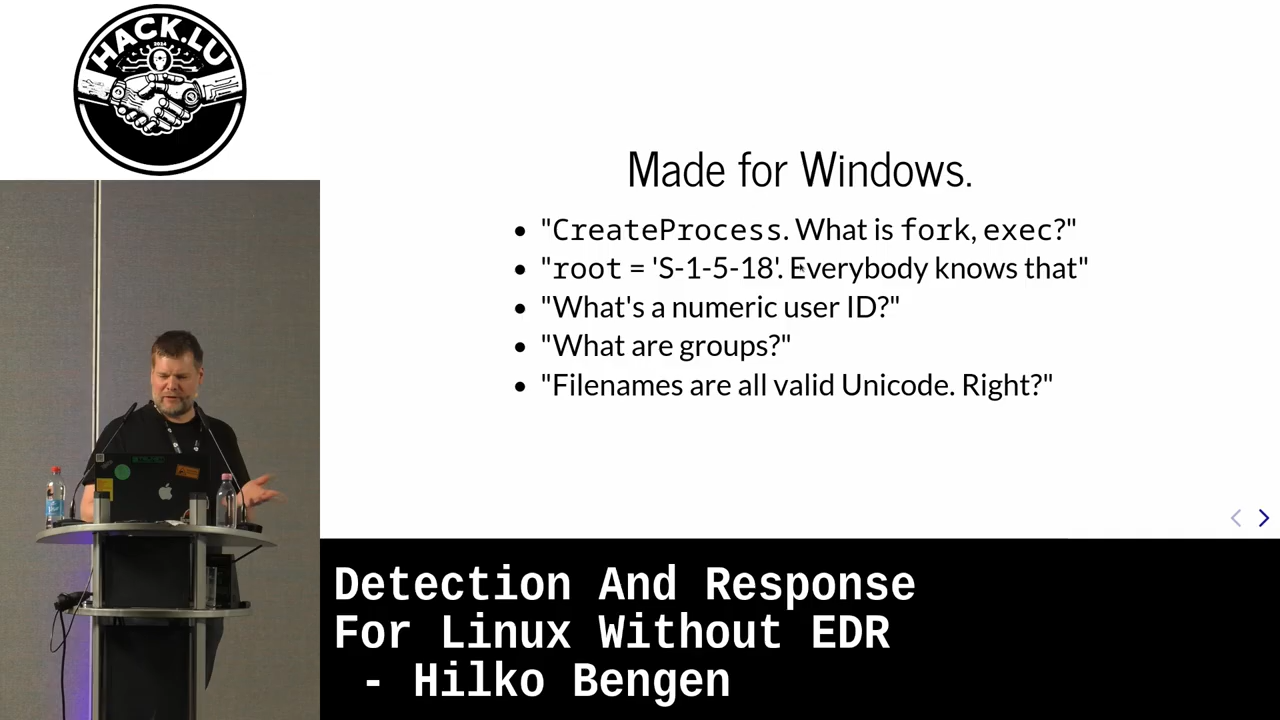 HACK.LU
2024
Made for Windows.
"CreateProcess. What is fork, exec?"
"root = 'S-1-5-18'. Everybody knows that"
"What's a numeric user ID?"
"What are groups?"
"Filenames are all valid Unicode. Right?"
Detection And Response
For Linux Without EDR
- Hilko Bengen